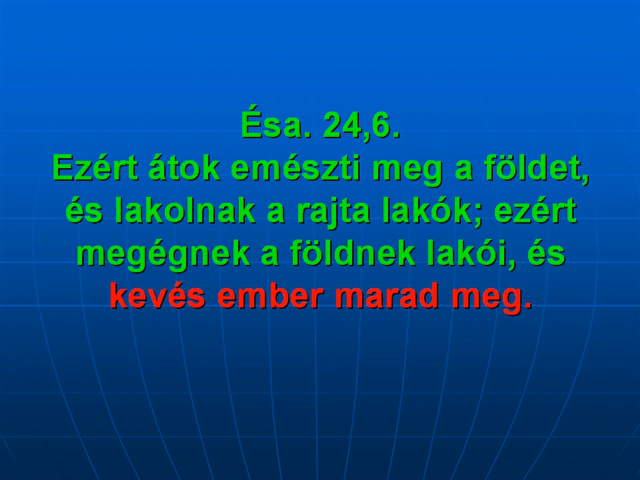 Ésa. 24,6.
Ezért átok emészti meg a földet,
és lakolnak a rajta lakók; ezért
megégnek a földnek lakói, és
kevés ember marad meg.